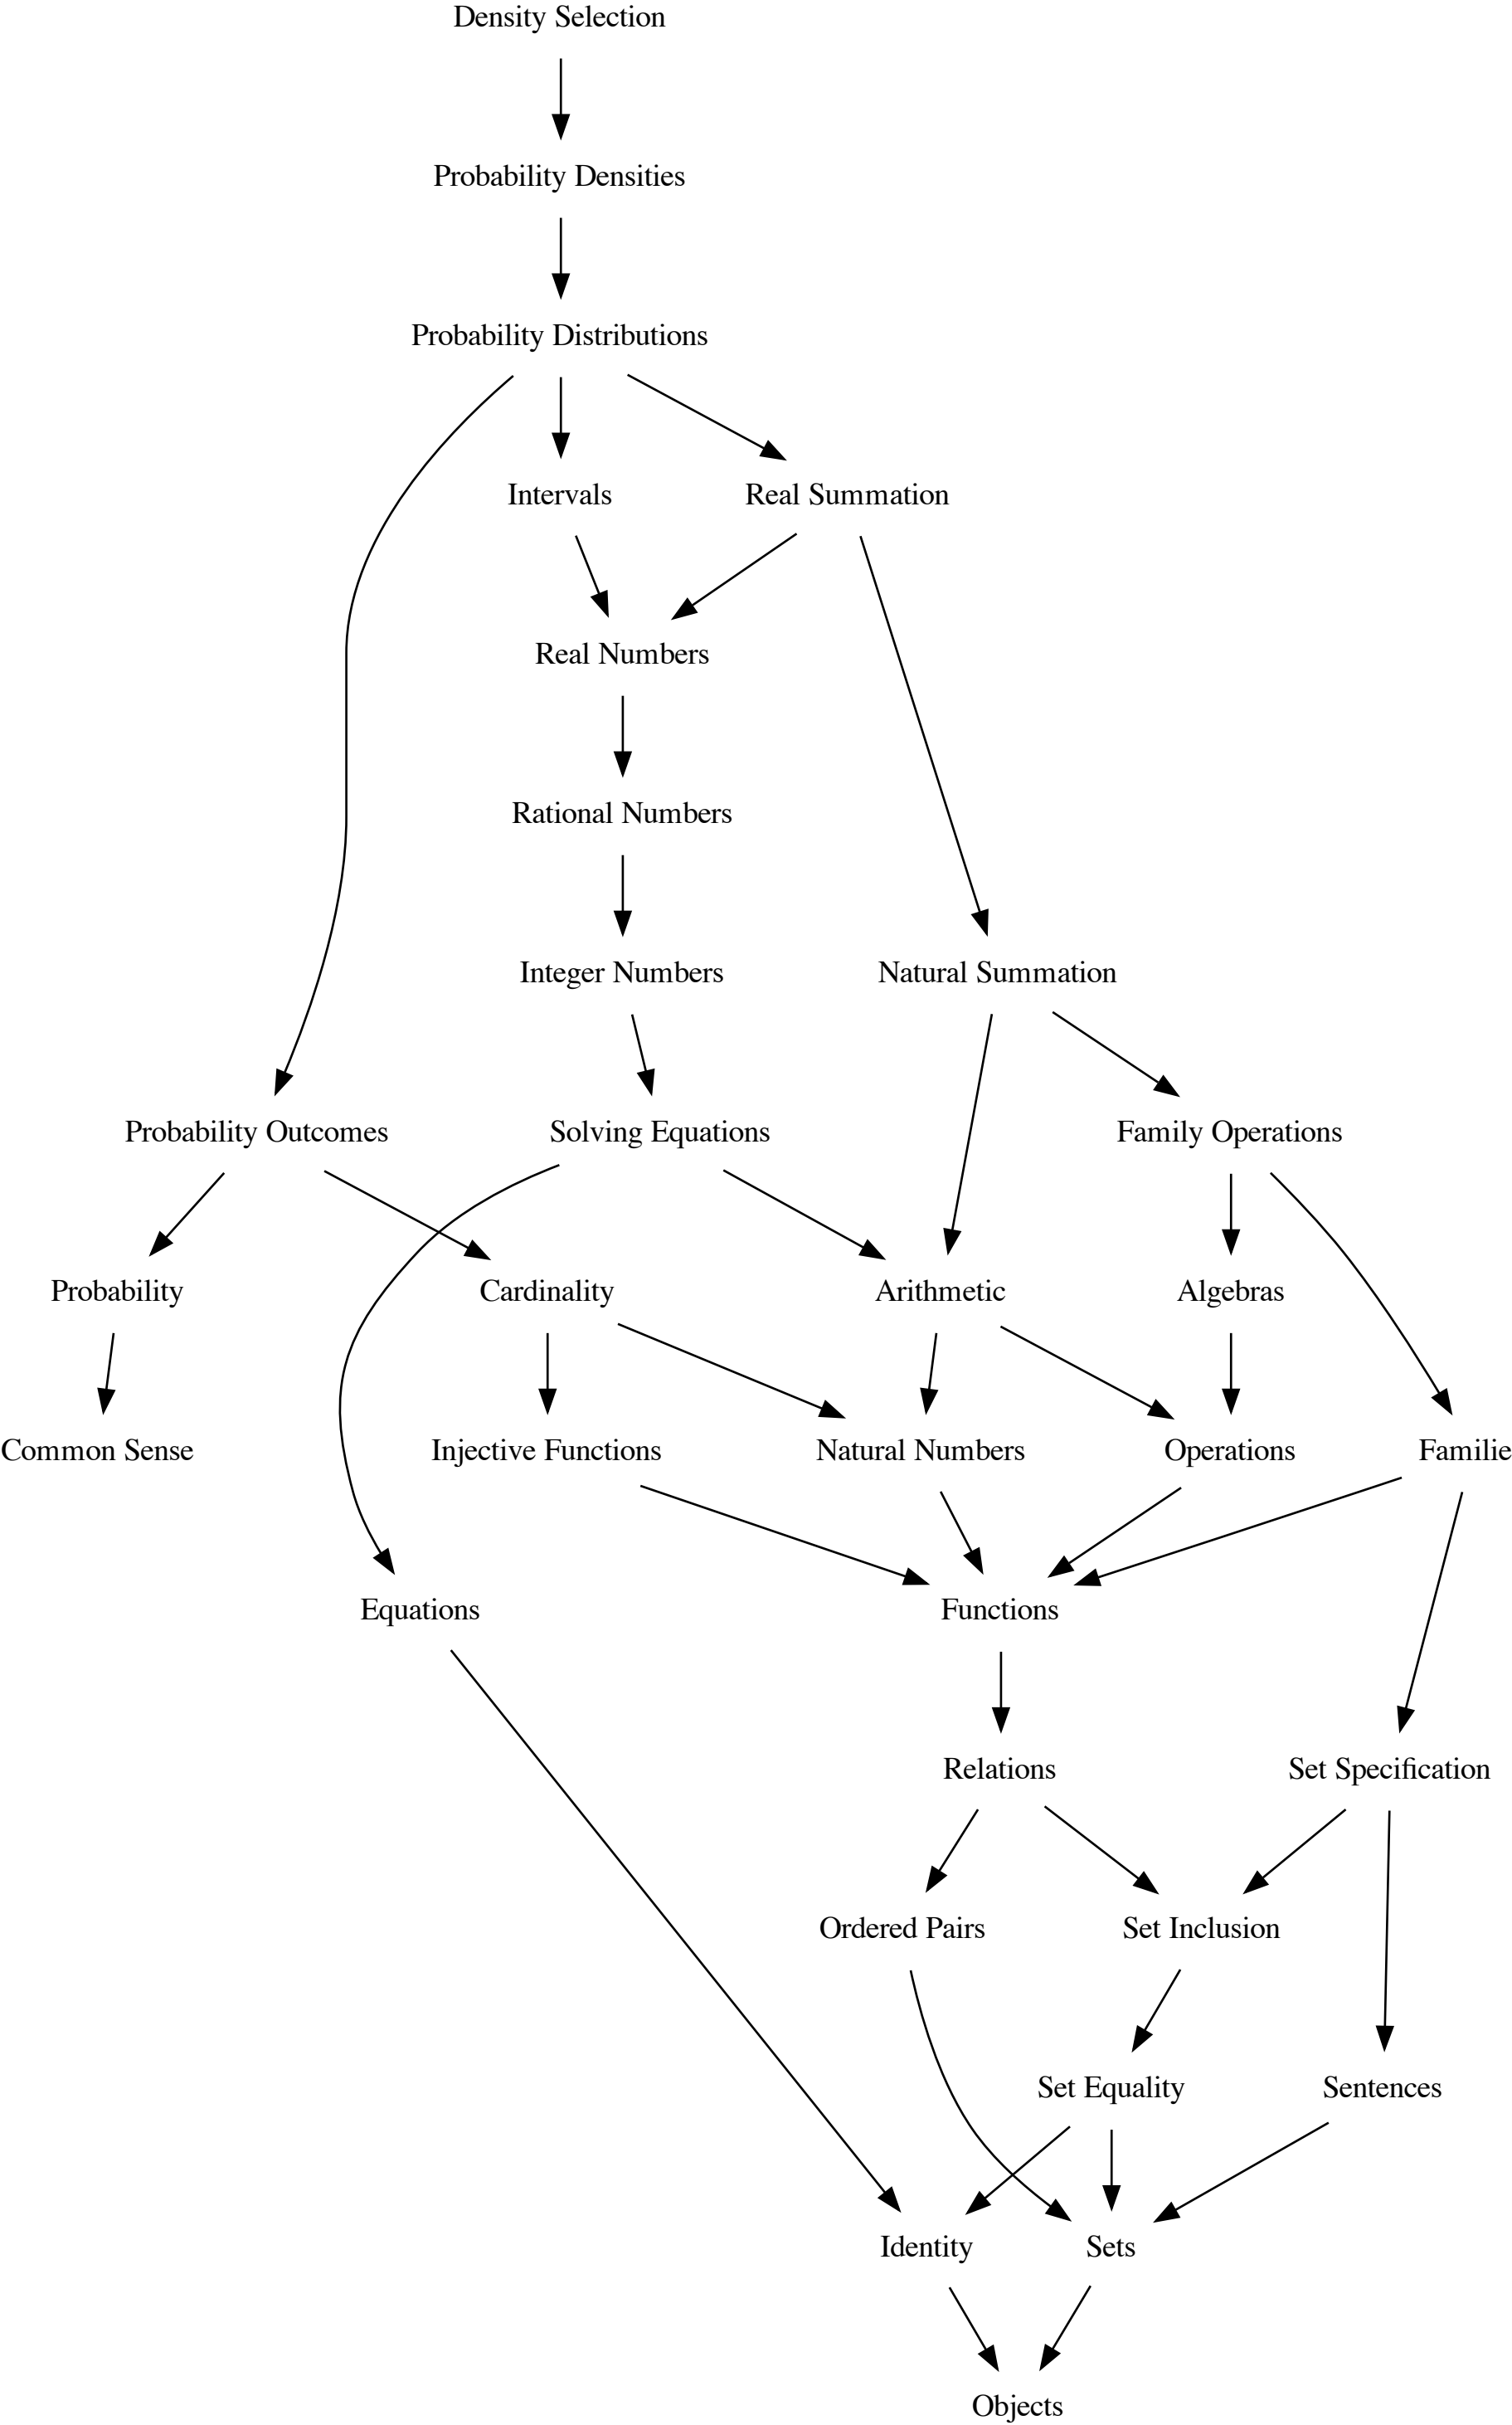 Density Selection
Probability Densities
Probability Distributions
Intervals
Real Summation
Real Numbers
Rational Numbers
Integer Numbers
Natural Summation
Probability Outcomes
Solving Equations
Family Operations
Probability
Cardinality
Arithmetic
Algebras
Common Sense
Injective Functions
Natural Numbers
Operations
Familie
Equations
Functions
Relations
Set Specification
Ordered Pairs
Set Inclusion
Set Equality
Sentences
Identity
Sets
Objects